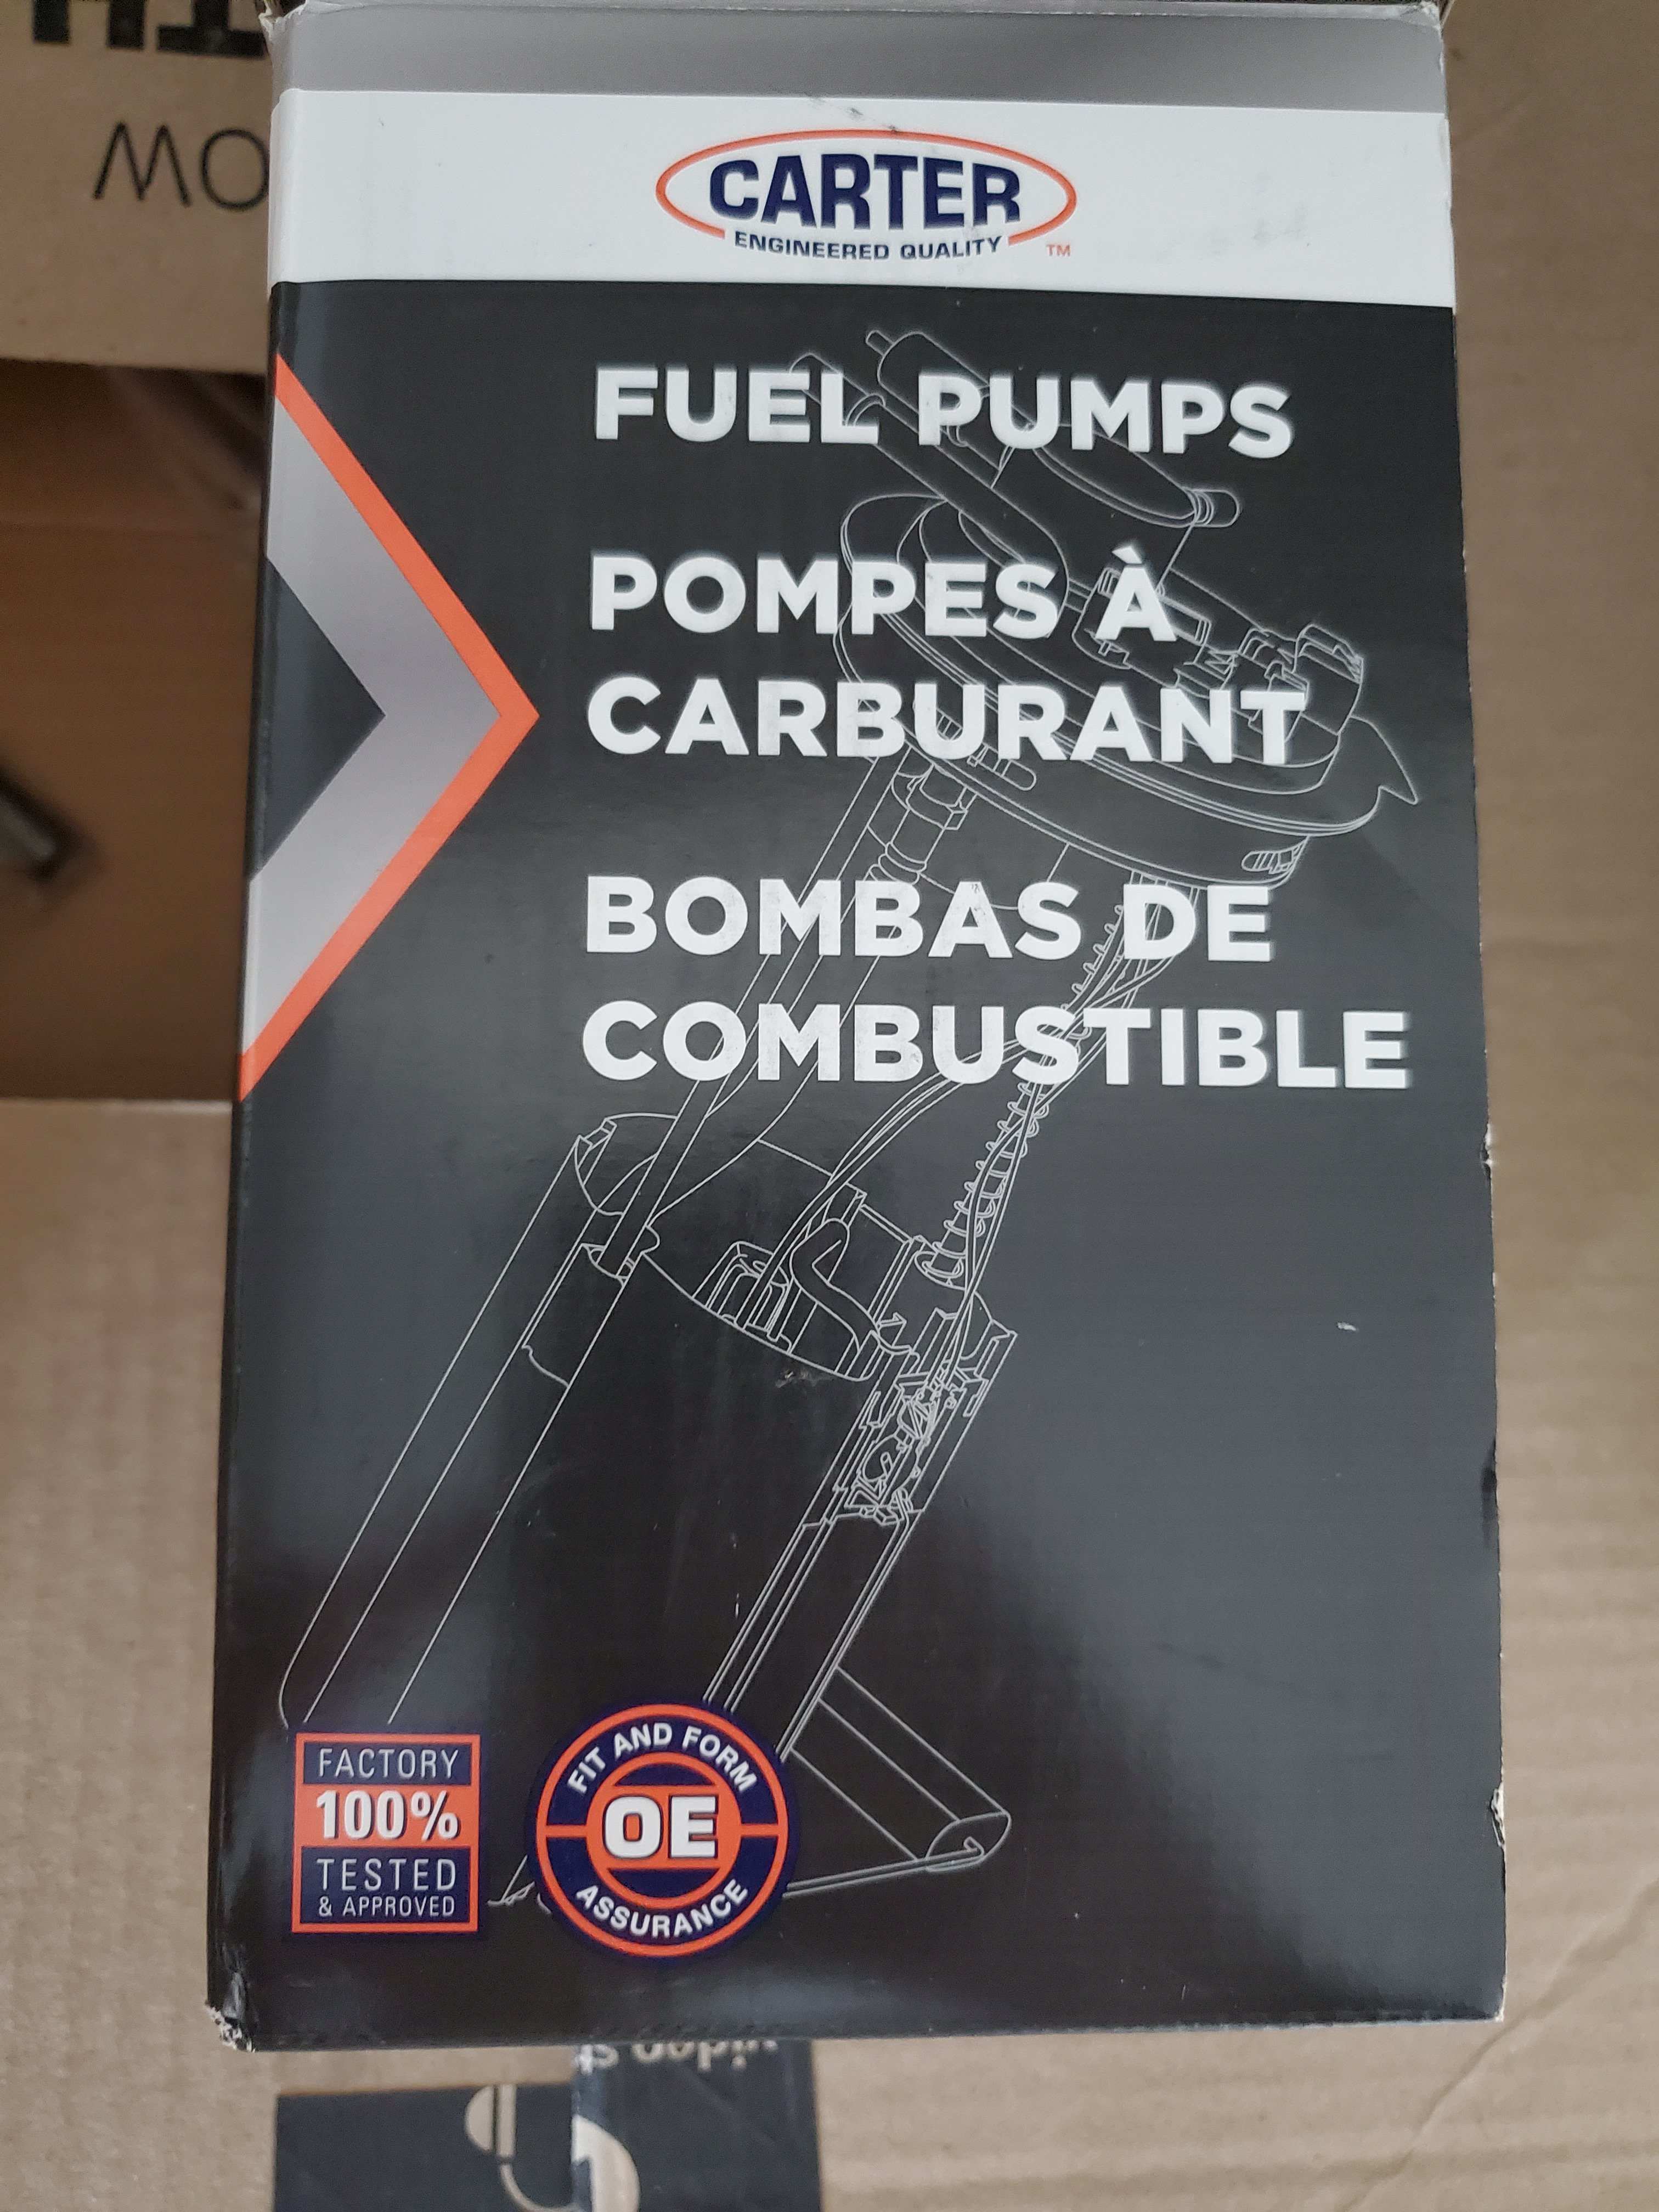 CARTER
ENGINEERED QUALITY
TM
FUEL PUMPS
POMPES À
CARBURANT
BOMBAS DE
COMBUSTIBLE
FACTORY
100%
TESTED
& APPROVED
FIT AND FORM
OE
ASSURANCE